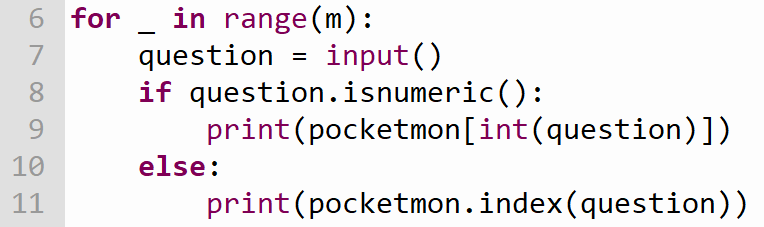 6 for _ in range(m):
7     question = input()
8     if question.isnumeric():
9         print(pocketmon[int(question)])
10     else:
11         print(pocketmon.index(question))